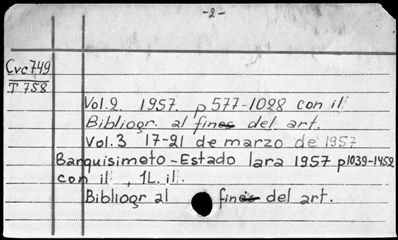 -2-
Cvc749
T 758
Vol.2. 1957. p 577-1028 con il
Bibliogr. al fines del art.
Vol.3 17-21 de marzo de 1957
Barquisimeto - Estado lara 1957 p1039-1452
con il , 1L. il.
Bibliogr al fines del art.